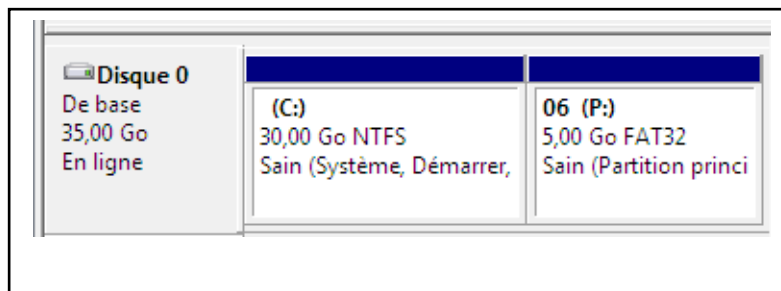 Disque 0
De base
35,00 Go
En ligne
(C:)
30,00 Go NTFS
Sain (Système, Démarrer,
06 (P:)
5,00 Go FAT32
Sain (Partition princi